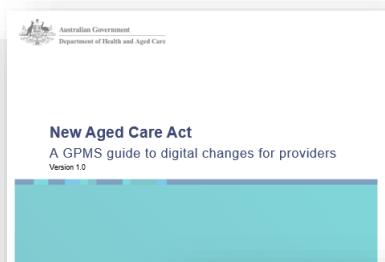 Australian Government
Department of Health and Aged Care
New Aged Care Act
A GPMS guide to digital changes for providers
Version 1.0